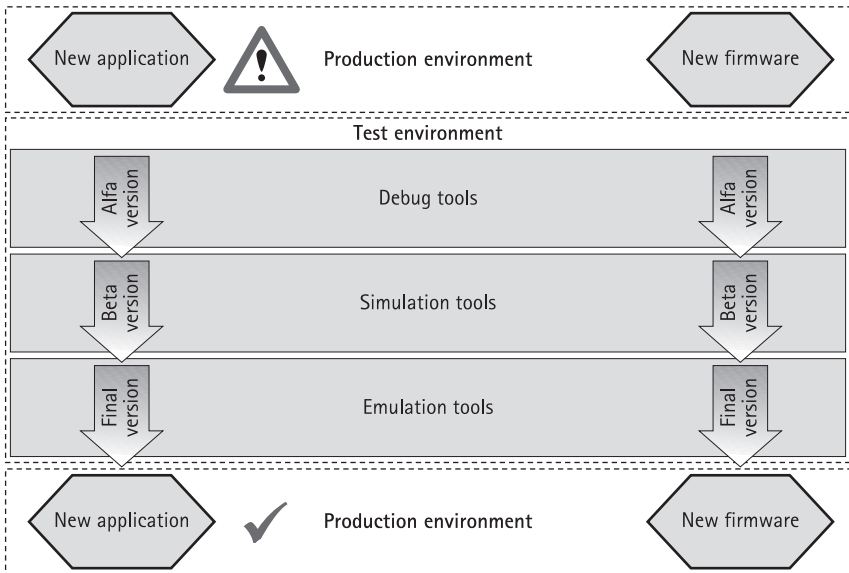 New application
Production environment
New firmware
Test environment
Alfa
version
Debug tools
Alfa
version
Beta
version
Simulation tools
Beta
version
Final
version
Emulation tools
Final
version
New application
Production environment
New firmware